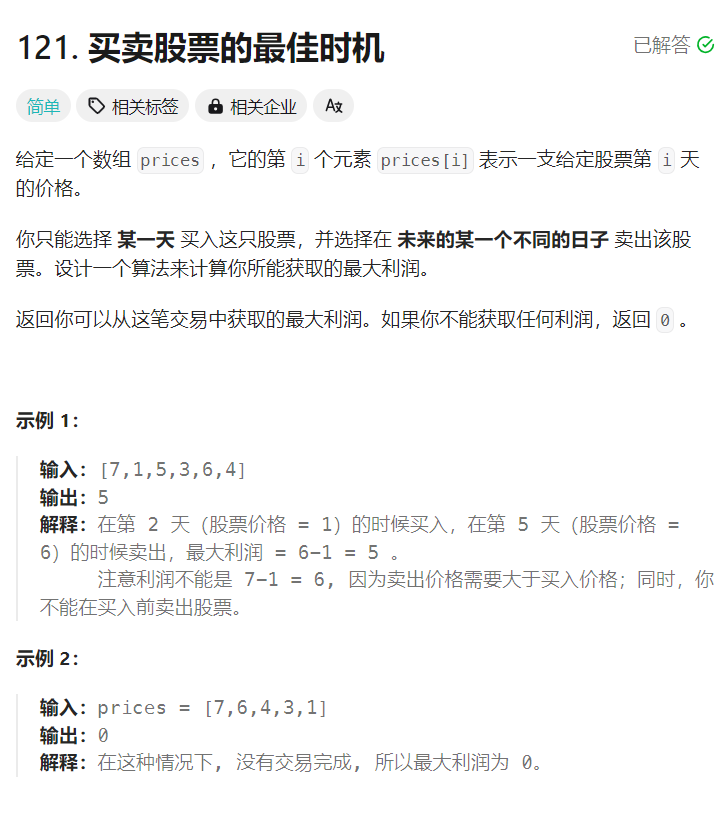 121. 买卖股票的最佳时机
已解答
简单 相关标签 相关企业 Ax
给定一个数组 prices ，它的第 i 个元素 prices[i] 表示一支给定股票第 i 天
的价格。
你只能选择 某一天 买入这只股票，并选择在 未来的某一个不同的日子 卖出该股
票。设计一个算法来计算你所能获取的最大利润。
返回你可以从这笔交易中获取的最大利润。如果你不能获取任何利润，返回 0 。
示例 1：
输入：[7,1,5,3,6,4]
输出：5
解释：在第 2 天（股票价格 = 1）的时候买入，在第 5 天（股票价格 =
6）的时候卖出，最大利润 = 6-1 = 5 。
注意利润不能是 7-1 = 6, 因为卖出价格需要大于买入价格；同时，你
不能在买入前卖出股票。
示例 2：
输入：prices = [7,6,4,3,1]
输出：0
解释：在这种情况下, 没有交易完成, 所以最大利润为 0。